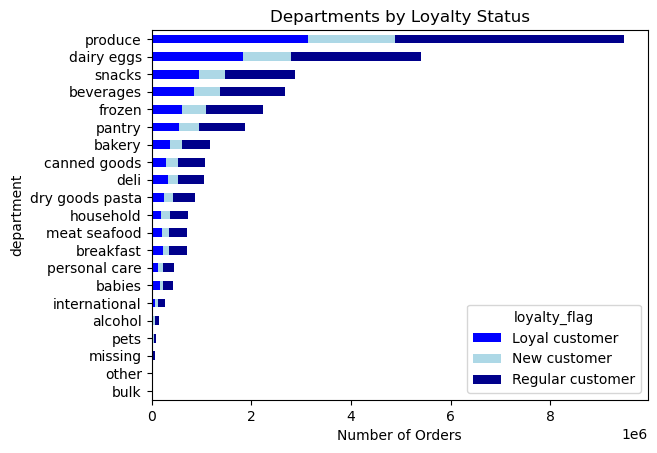 Departments by Loyalty Status
department
produce
dairy eggs
snacks
beverages
frozen
pantry
bakery
canned goods
deli
dry goods pasta
household
meat seafood
breakfast
personal care
babies
international
alcohol
pets
missing
other
bulk
loyalty_flag
Loyal customer
New customer
Regular customer
0 2 4 6 8
1e6
Number of Orders